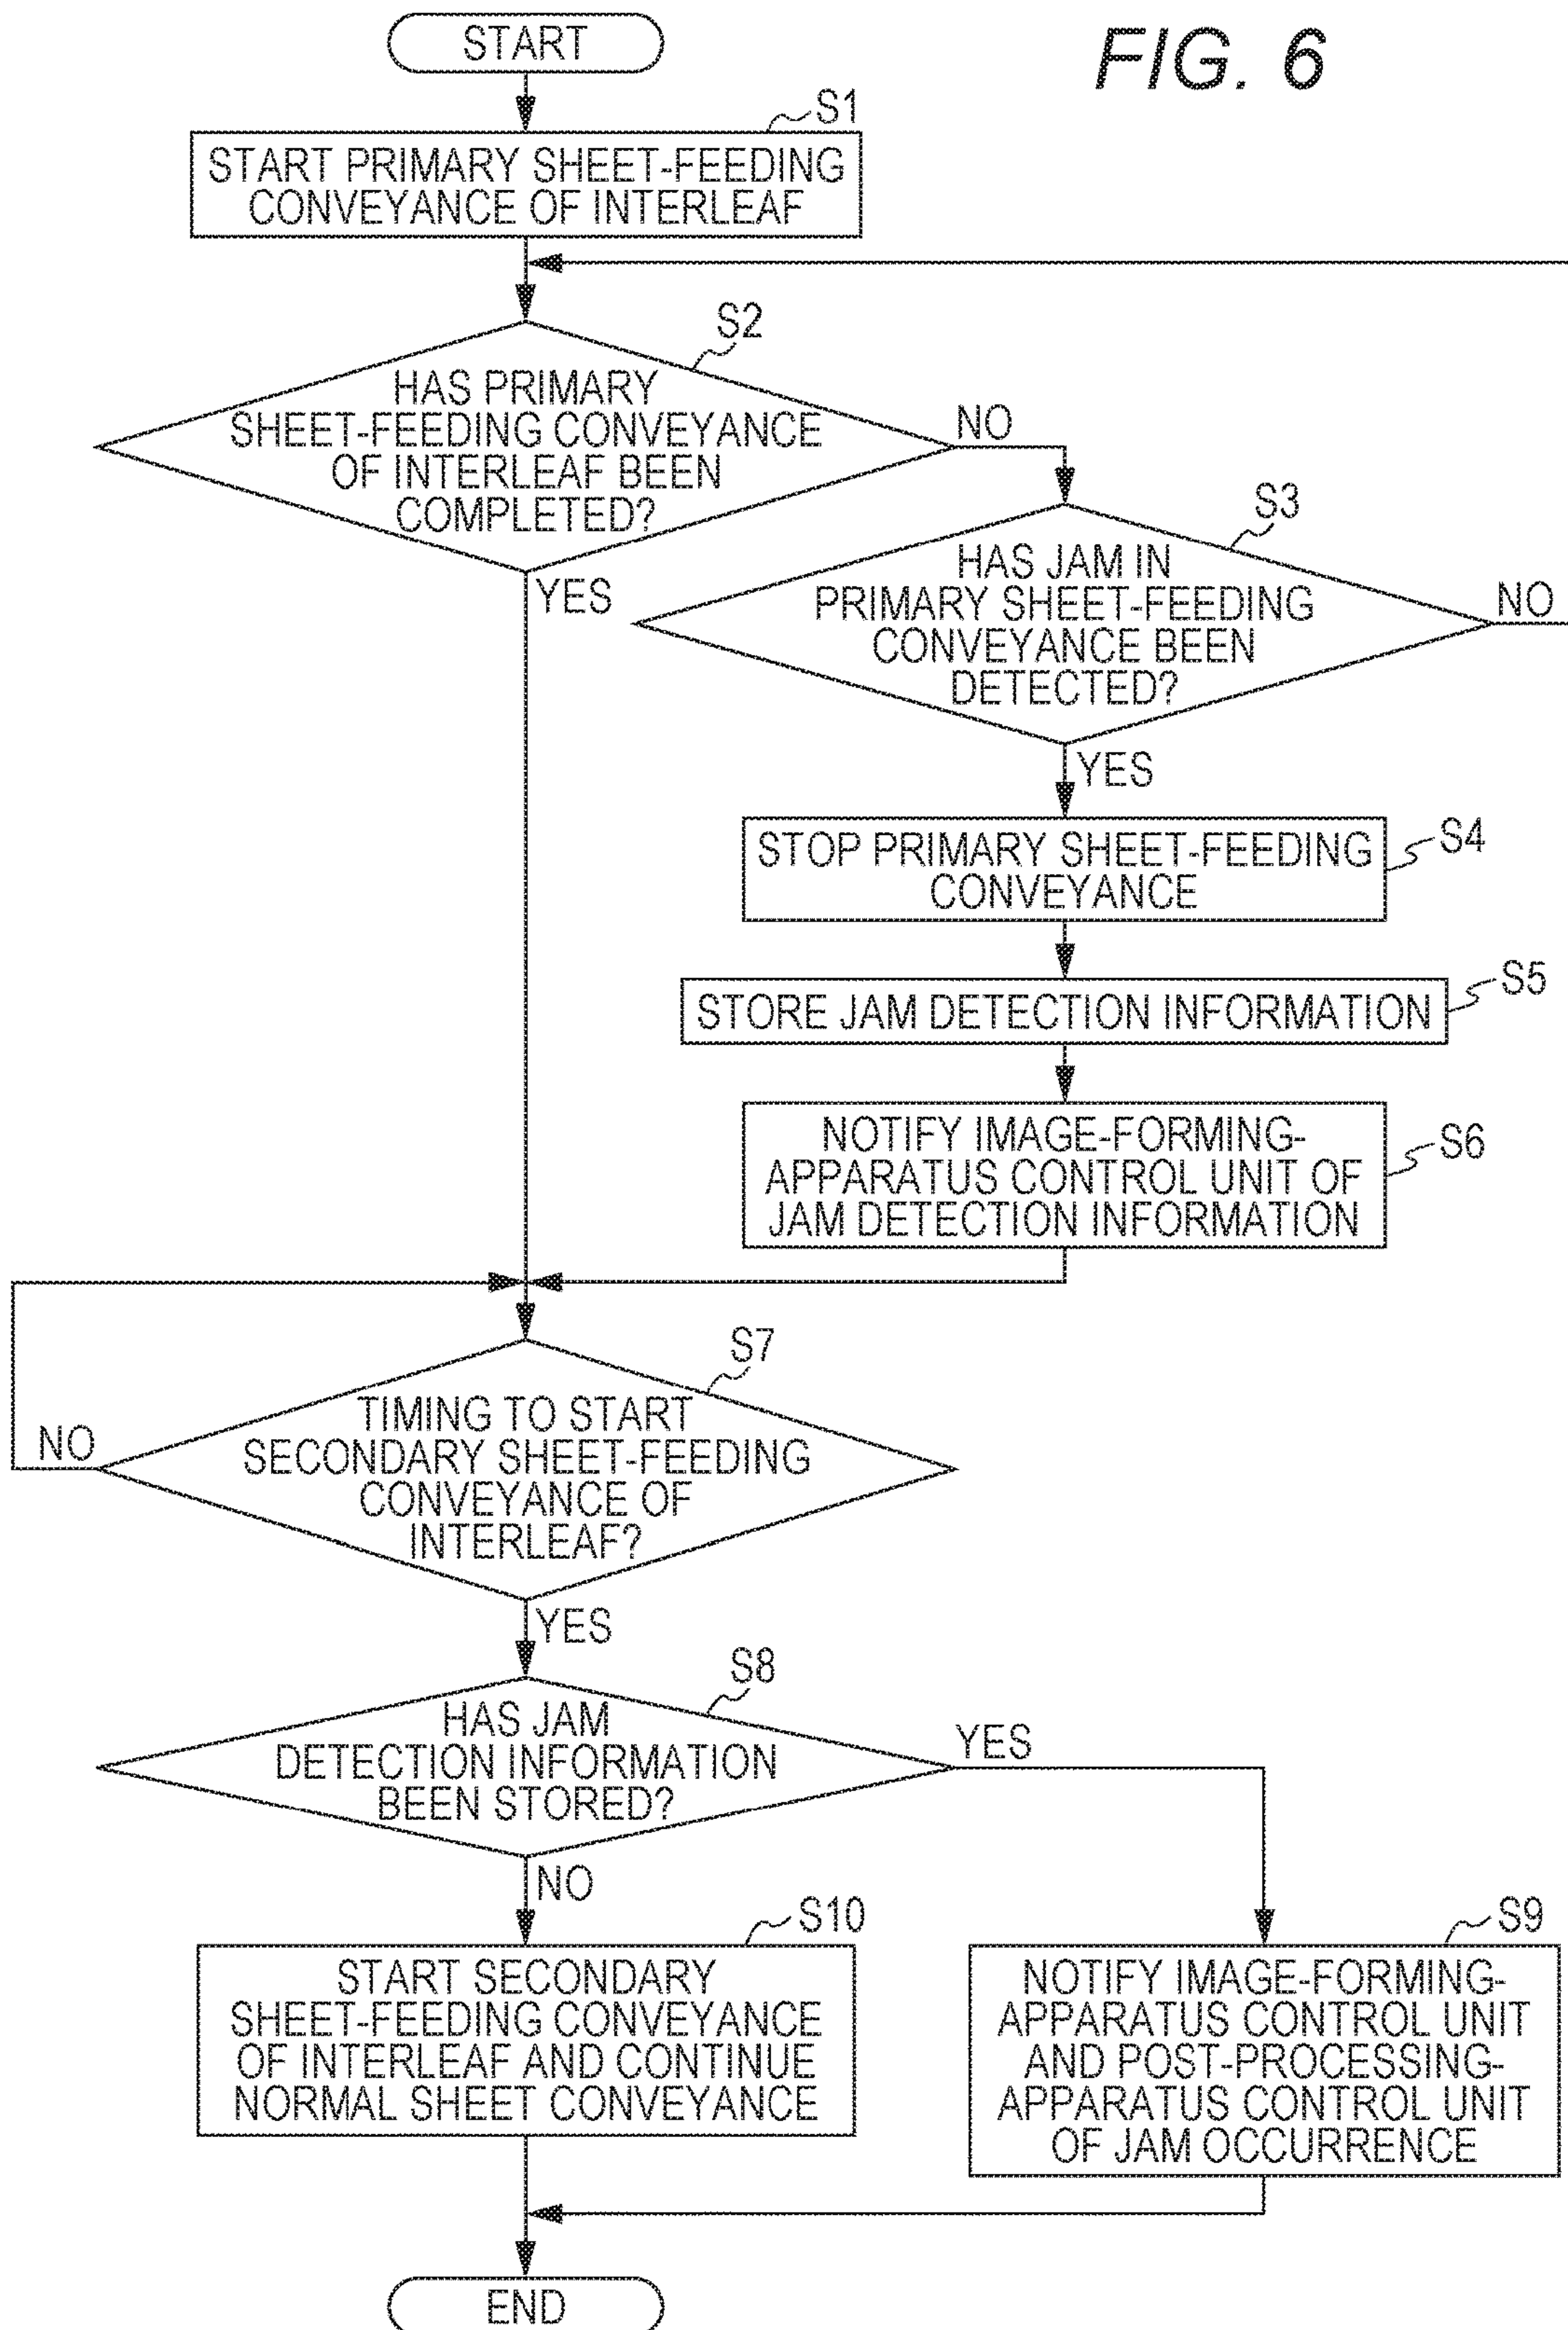 START
FIG. 6
S1
START PRIMARY SHEET-FEEDING
CONVEYANCE OF INTERLEAF
S2
HAS PRIMARY
SHEET-FEEDING CONVEYANCE
OF INTERLEAF BEEN
COMPLETED?
NO
YES
S3
HAS JAM IN
PRIMARY SHEET-FEEDING
CONVEYANCE BEEN
DETECTED?
NO
YES
STOP PRIMARY SHEET-FEEDING
CONVEYANCE
S4
STORE JAM DETECTION INFORMATION
S5
NOTIFY IMAGE-FORMING-
APPARATUS CONTROL UNIT OF
JAM DETECTION INFORMATION
S6
S7
TIMING TO START
SECONDARY SHEET-FEEDING
CONVEYANCE OF
INTERLEAF?
NO
YES
S8
HAS JAM
DETECTION INFORMATION
BEEN STORED?
YES
NO
S10
START SECONDARY
SHEET-FEEDING CONVEYANCE
OF INTERLEAF AND CONTINUE
NORMAL SHEET CONVEYANCE
S9
NOTIFY IMAGE-FORMING-
APPARATUS CONTROL UNIT
AND POST-PROCESSING-
APPARATUS CONTROL UNIT
OF JAM OCCURRENCE
END